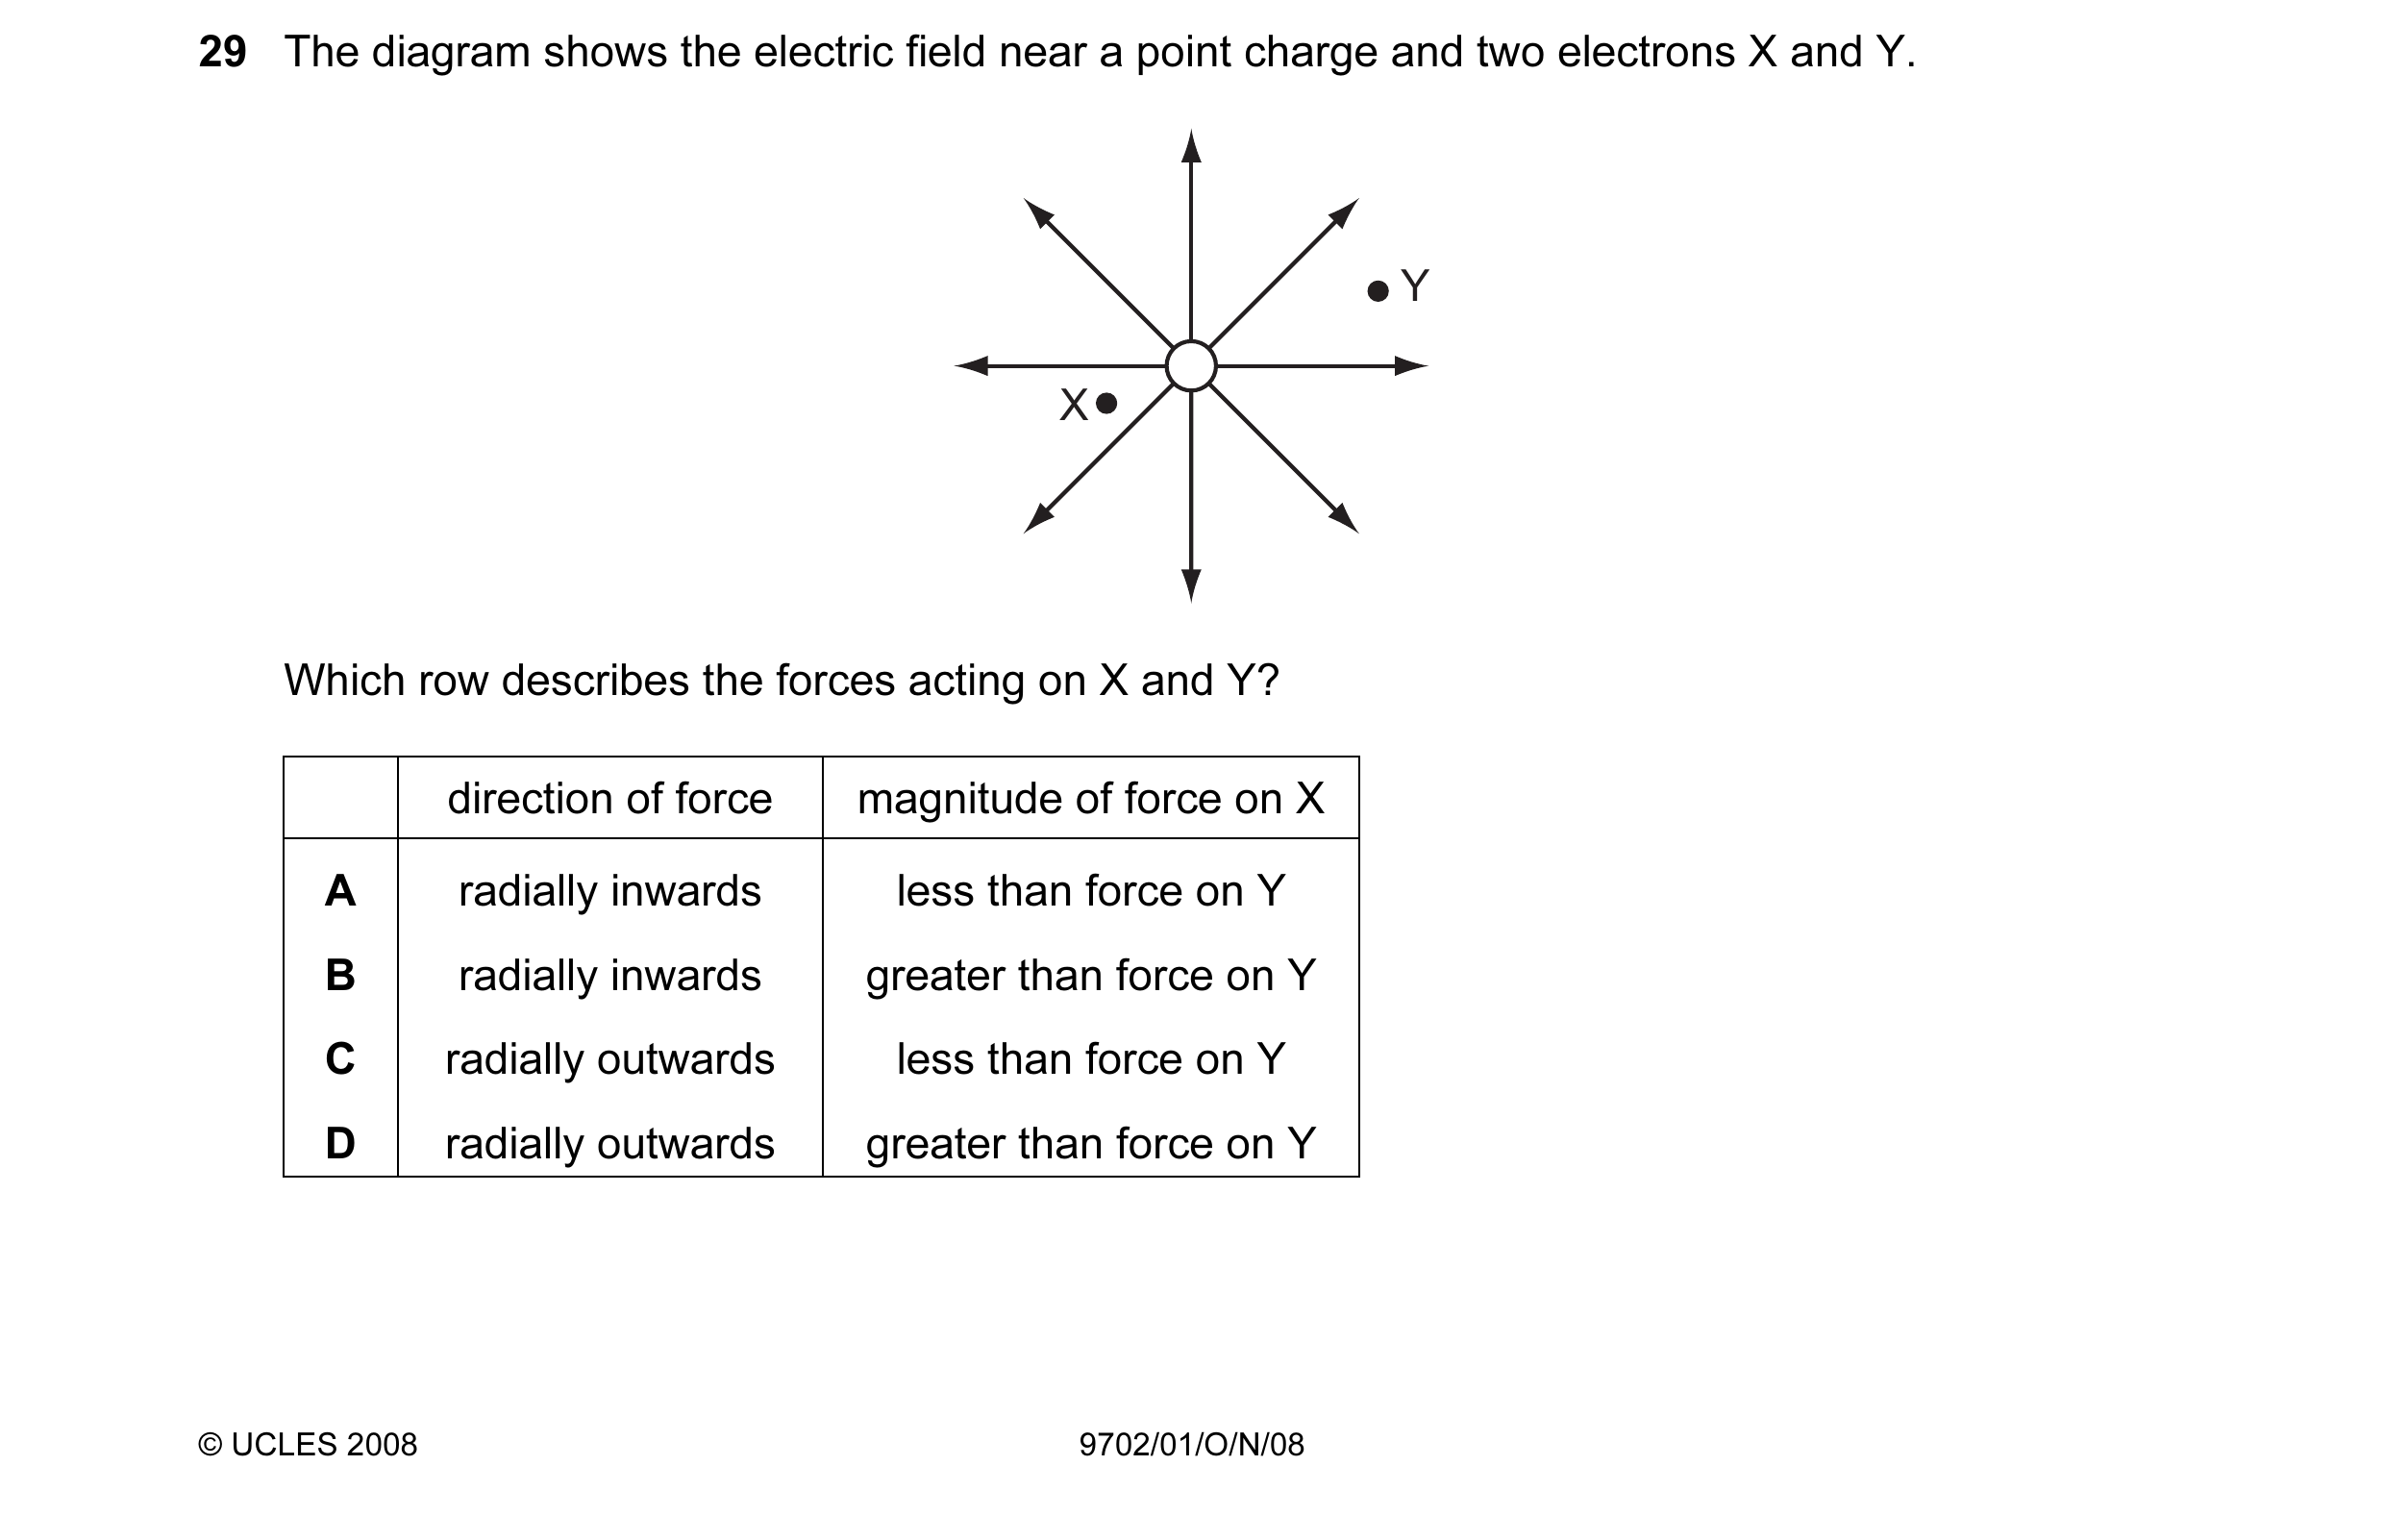 29 The diagram shows the electric field near a point charge and two electrons X and Y.
Y
X
Which row describes the forces acting on X and Y?
direction of force magnitude of force on X
A radially inwards less than force on Y
B radially inwards greater than force on Y
C radially outwards less than force on Y
D radially outwards greater than force on Y
© UCLES 2008 9702/01/O/N/08